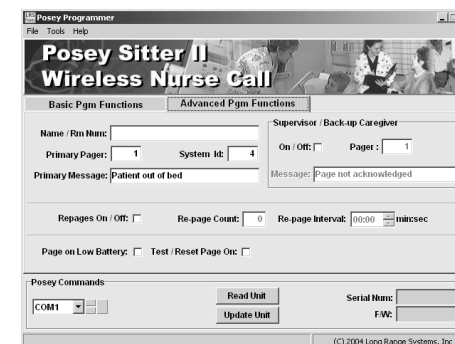 Posey Programmer
File Tools Help
Posey Sitter II
Wireless Nurse Call
Basic Pgm Functions Advanced Pgm Functions
Supervisor / Back-up Caregiver
Name / Rm Num:
On / Off: Pager : 1
Primary Pager: 1 System Id: 4
Primary Message: Patient out of bed Message: Page not acknowledged
Repages On / Off: Re-page Count: 0 Re-page Interval: 00:00 min:sec
Page on Low Battery: Test / Reset Page On:
Posey Commands
COM1 Read Unit Serial Num:
Update Unit F/W:
(C) 2004 Long Range Systems, Inc